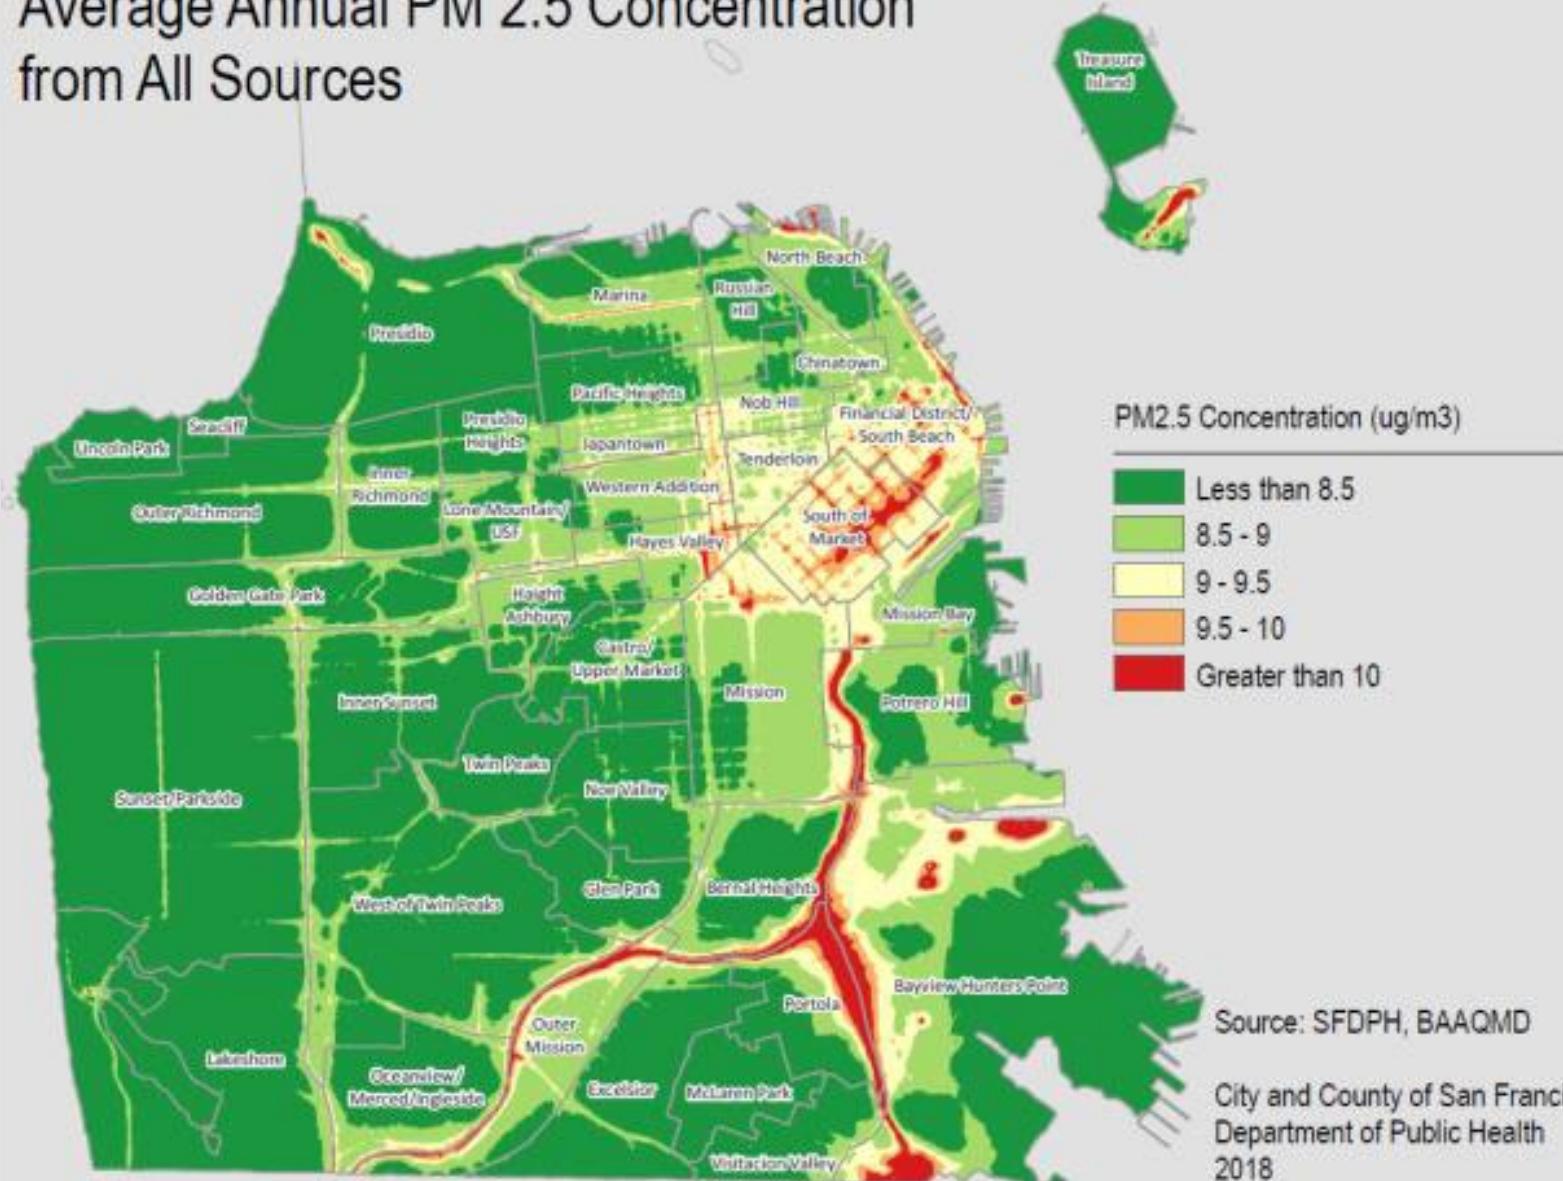 Average Annual PM 2.5 Concentration
from All Sources
Treasure
Island
North Beach
Marina
Russian
Hill
Presidio
Chinatown
Pacific Heights
Nob Hill
Financial District/
South Beach
Seacliff
Presidio
Heights
Lincoln Park
Japantown
Tenderloin
Inner
Richmond
Western Addition
Outer Richmond
Lone Mountain/
USF
South of
Market
Hayes Valley
Golden Gate Park
Haight
Ashbury
Mission Bay
Castro/
Upper Market
Inner Sunset
Mission
Potrero Hill
Twin Peaks
Sunset/Parkside
Noe Valley
Glen Park
Bernal Heights
West of Twin Peaks
Bayview Hunters Point
Portola
Outer
Mission
Lakeshore
Oceanview/
Merced/Ingleside
Excelsior
McLaren Park
Visitacion Valley
PM2.5 Concentration (ug/m3)
Less than 8.5
8.5 - 9
9 - 9.5
9.5 - 10
Greater than 10
Source: SFDPH, BAAQMD
City and County of San Franc
Department of Public Health
2018